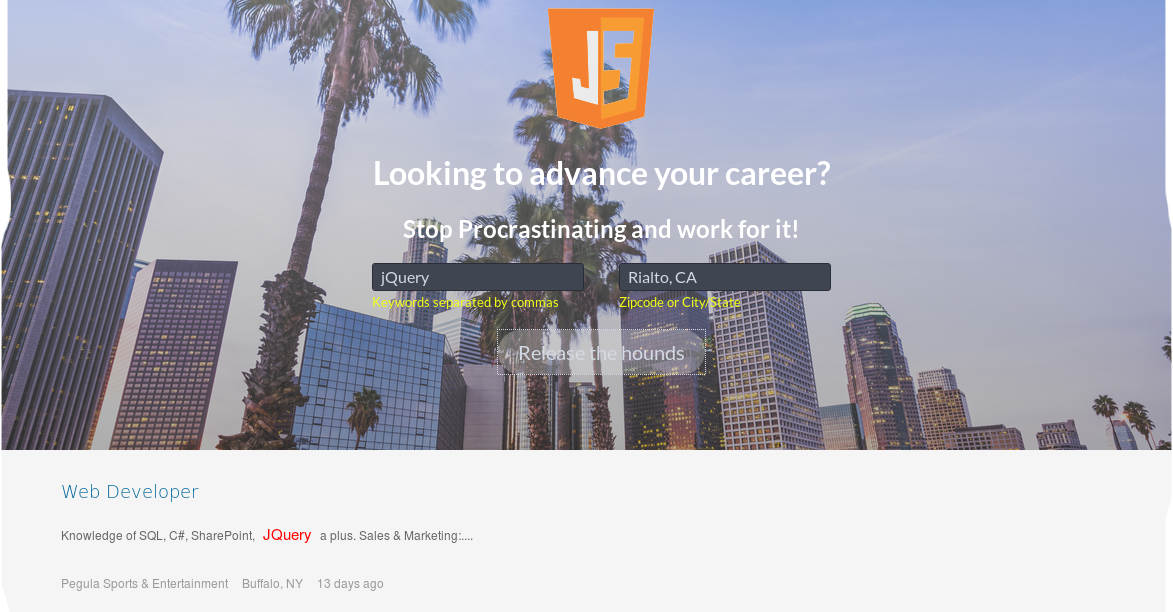 JS
Looking to advance your career?
Stop Procrastinating and work for it!
jQuery Rialto, CA
Keywords separated by commas Zipcode or City/State
Release the hounds
Web Developer
Knowledge of SQL, C#, SharePoint, JQuery a plus. Sales & Marketing:....
Pegula Sports & Entertainment Buffalo, NY 13 days ago